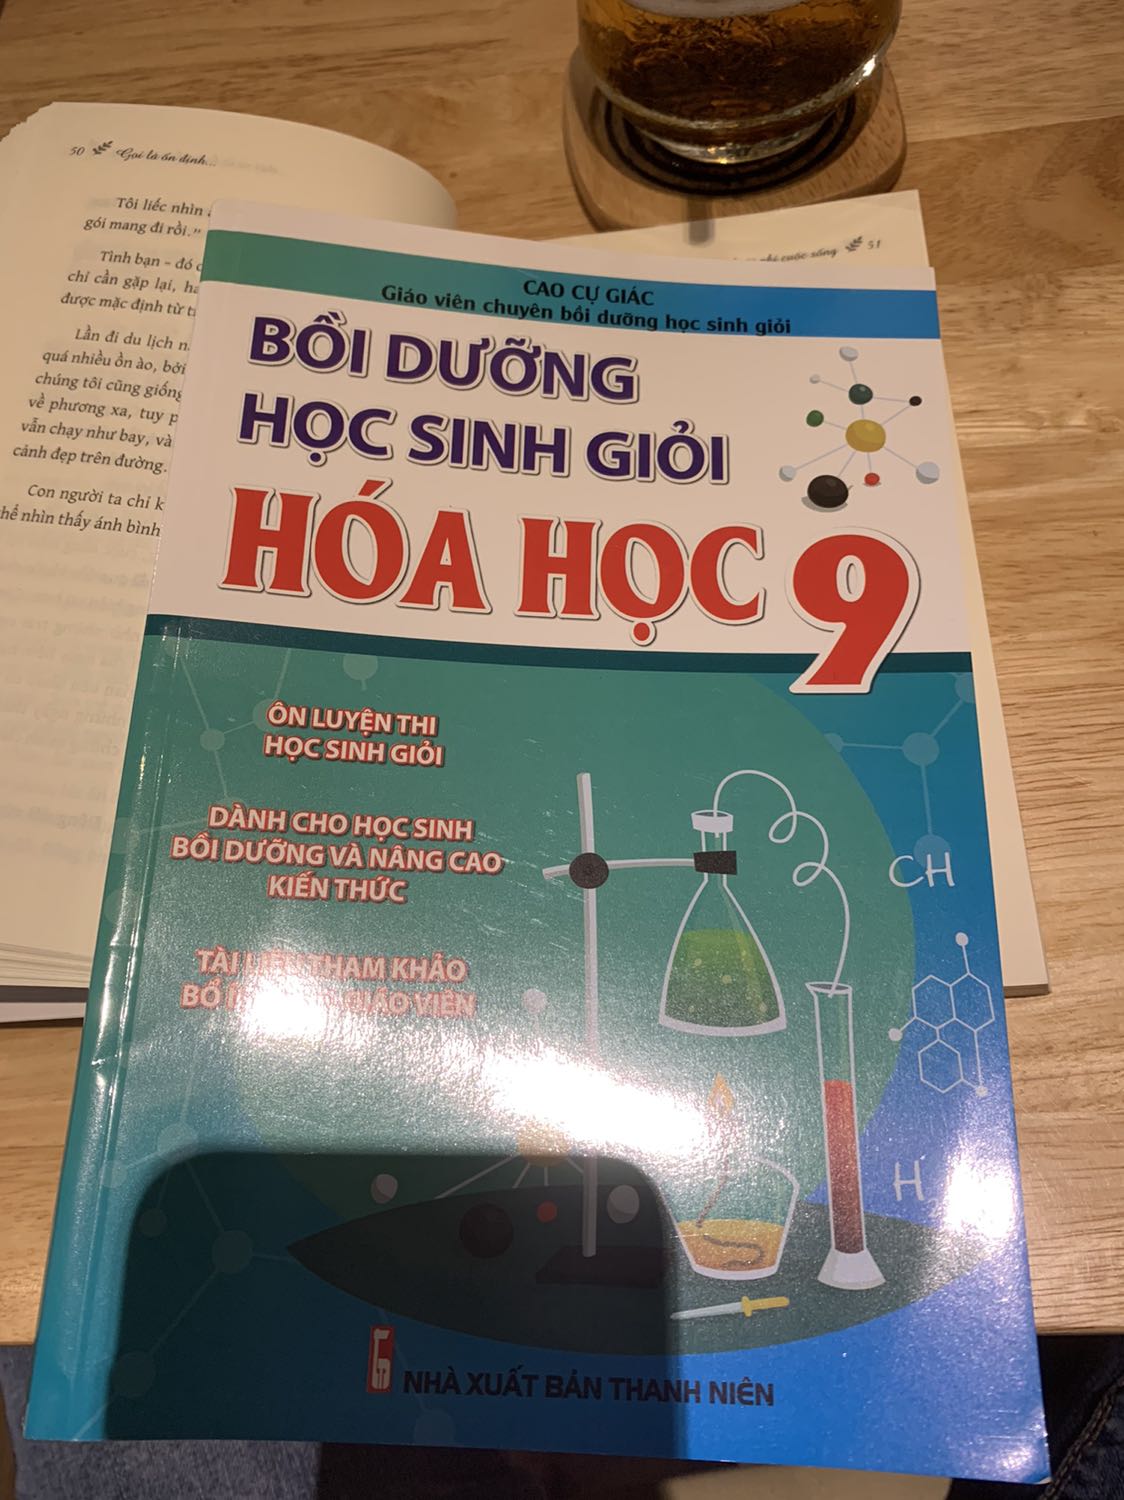 50 Gọi là ổn định...
Tôi liếc nhìn
gói mang đi rồi."
Tình bạn – đó
chỉ cần gặp lại,
được mặc định từ
Lần đi du lịch
quá nhiều ồn ào, bởi
chúng tôi cũng giống
về phương xa, tuy
vẫn chạy như bay, và
cảnh đẹp trên đường.
Con người ta chỉ
thể nhìn thấy ánh bình
cuộc sống 51
CAO CỰ GIÁC
Giáo viên chuyên bồi dưỡng học sinh giỏi
BỒI DƯỠNG
HỌC SINH GIỎI
HÓA HỌC 9
ÔN LUYỆN THI
HỌC SINH GIỎI
DÀNH CHO HỌC SINH
BỒI DƯỠNG VÀ NÂNG CAO
KIẾN THỨC
TÀI LIỆU THAM KHẢO
GIÁO VIÊN
CH
H
NHÀ XUẤT BẢN THANH NIÊN